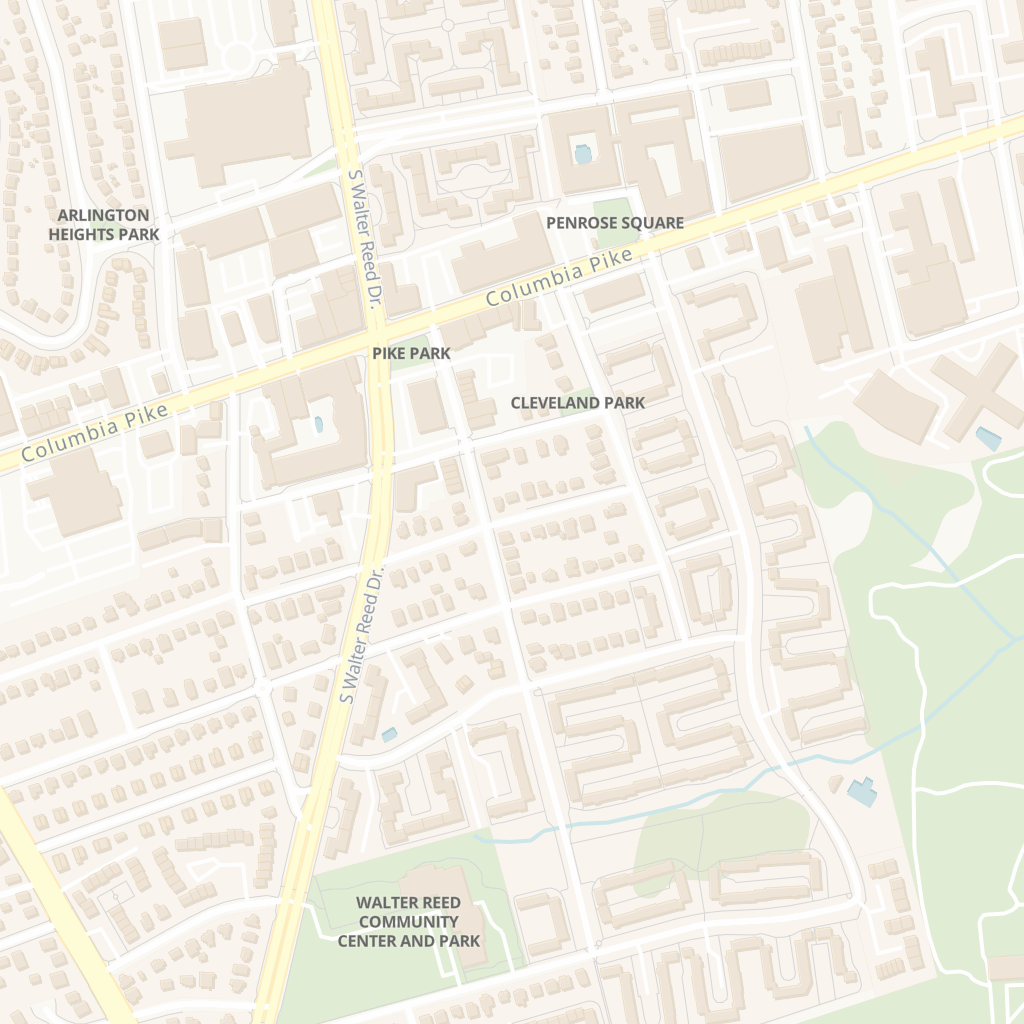 ARLINGTON
HEIGHTS PARK
S Walter Reed Dr.
PENROSE SQUARE
Columbia Pike
PIKE PARK
CLEVELAND PARK
Columbia Pike
S Walter Reed Dr.
WALTER REED
COMMUNITY
CENTER AND PARK